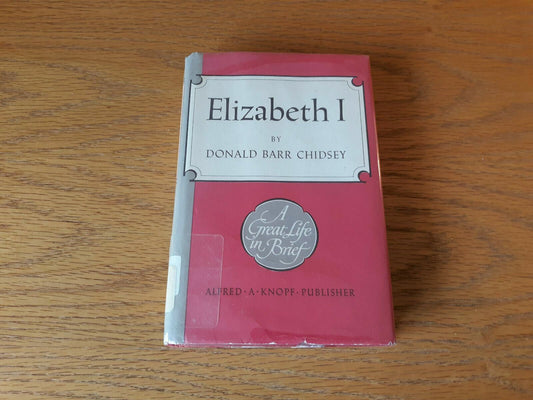 Elizabeth I
BY
DONALD BARR CHIDSEY
A
Great Life
in Brief
ALFRED · A · KNOPF · PUBLISHER